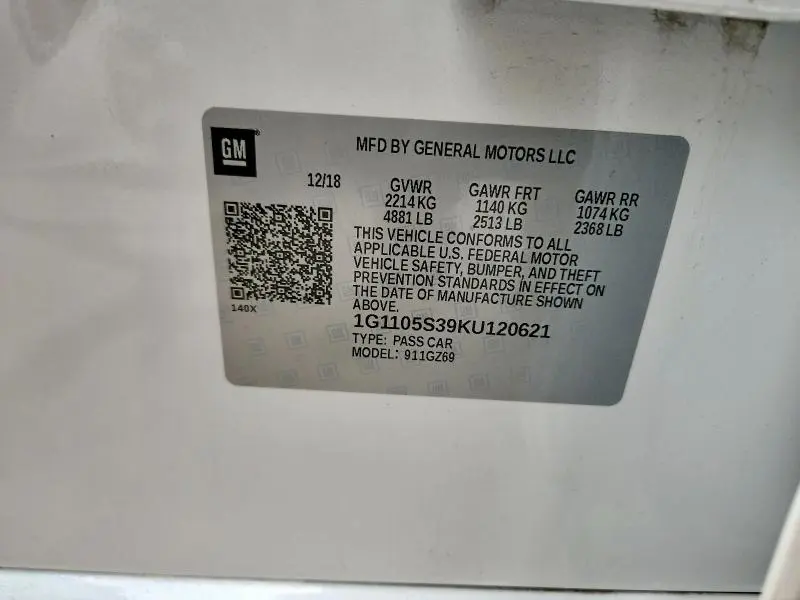 GM
MFD BY GENERAL MOTORS LLC
12/18
GVWR
2214 KG
4881 LB
GAWR FRT
1140 KG
2513 LB
GAWR RR
1074 KG
2368 LB
THIS VEHICLE CONFORMS TO ALL
APPLICABLE U.S. FEDERAL MOTOR
VEHICLE SAFETY, BUMPER, AND THEFT
PREVENTION STANDARDS IN EFFECT ON
THE DATE OF MANUFACTURE SHOWN
ABOVE.
140X
1G1105S39KU120621
TYPE: PASS CAR
MODEL: 911GZ69